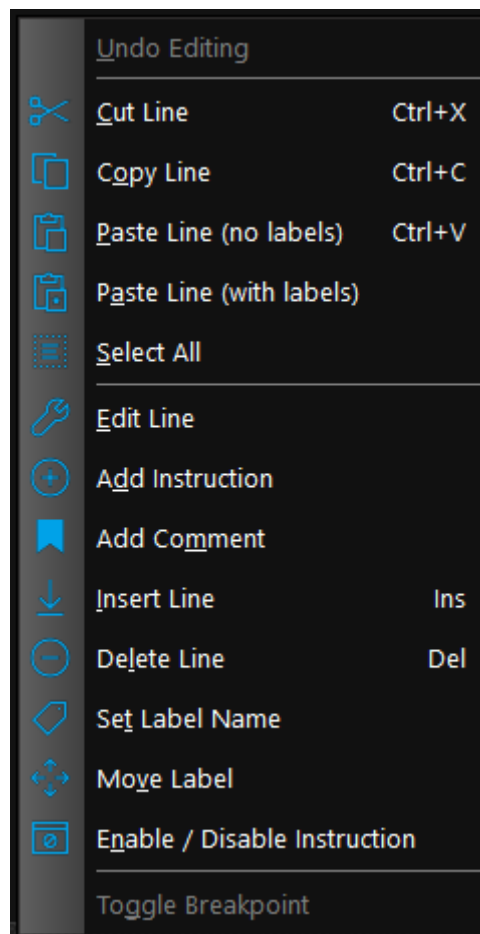 Undo Editing
Cut Line Ctrl+X
Copy Line Ctrl+C
Paste Line (no labels) Ctrl+V
Paste Line (with labels)
Select All
Edit Line
Add Instruction
Add Comment
Insert Line Ins
Delete Line Del
Set Label Name
Move Label
Enable / Disable Instruction
Toggle Breakpoint